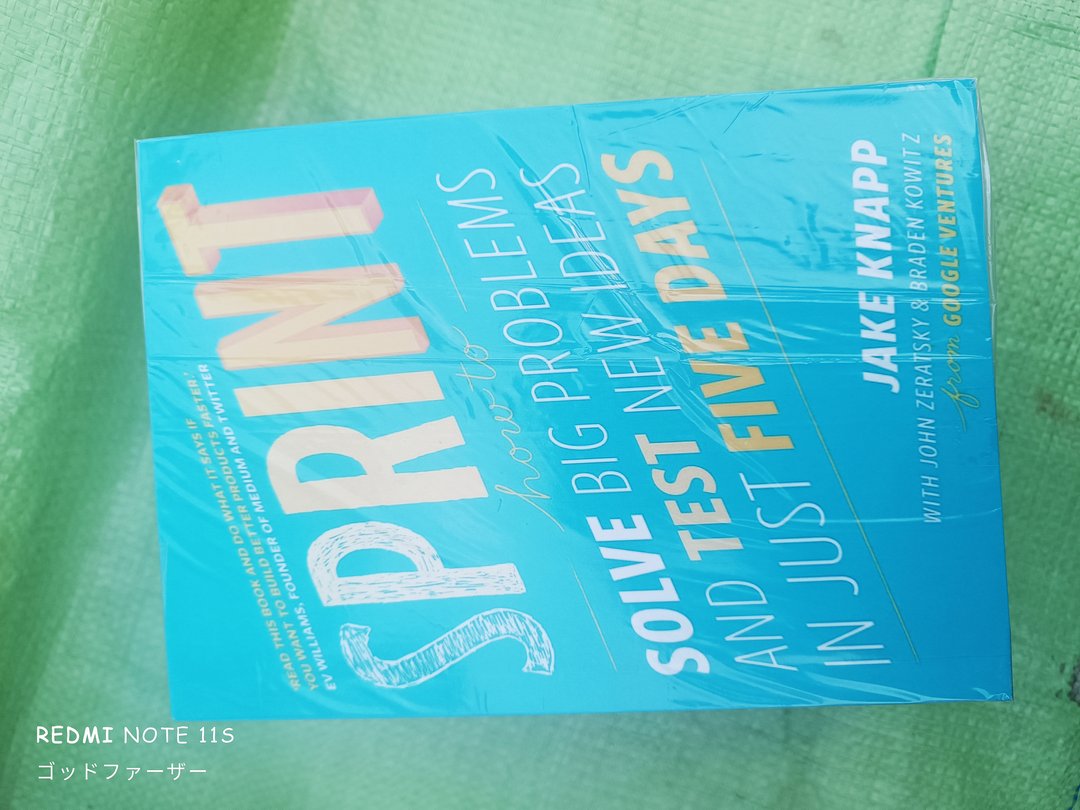 'READ THIS BOOK AND DO WHAT IT SAYS IF
YOU WANT TO BUILD BETTER PRODUCTS FASTER.'
EV WILLIAMS, FOUNDER OF MEDIUM AND TWITTER
SPRINT
how to
SOLVE BIG PROBLEMS
AND TEST NEW IDEAS
IN JUST FIVE DAYS
JAKE KNAPP
WITH JOHN ZERATSKY & BRADEN KOWITZ
from GOOGLE VENTURES
REDMI NOTE 11S
ゴッドファーザー